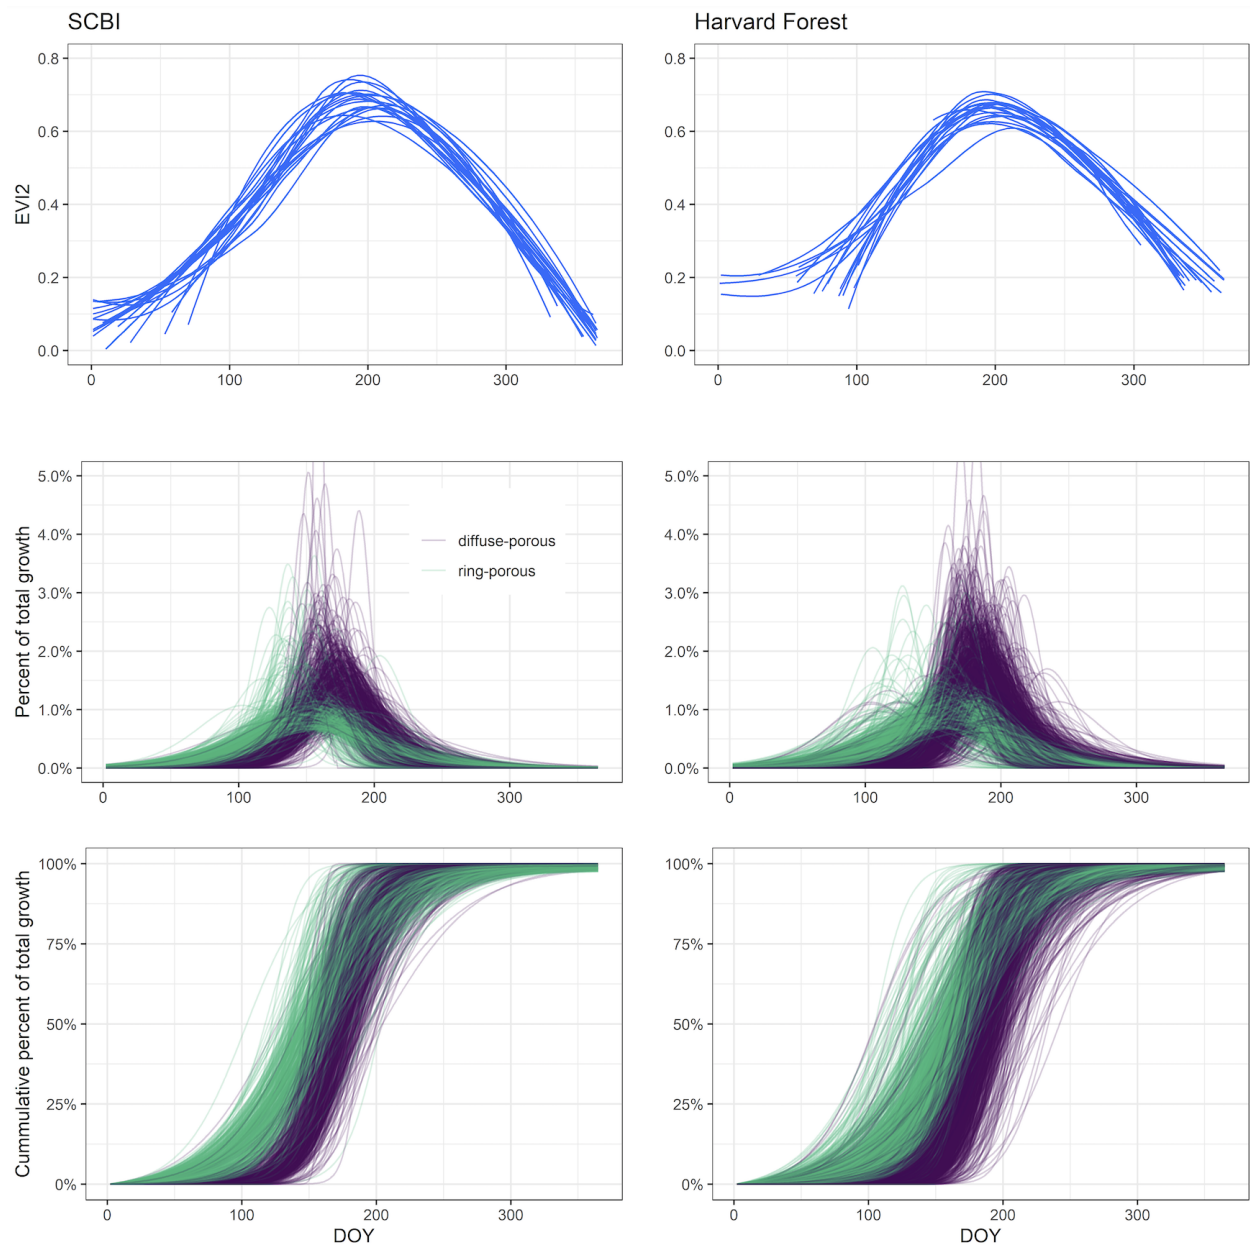 SCBI
Harvard Forest
EVI2
0.8
0.6
0.4
0.2
0.0
0 100 200 300
0.8
0.6
0.4
0.2
0.0
0 100 200 300
Percent of total growth
5.0%
4.0%
3.0%
2.0%
1.0%
0.0%
diffuse-porous
ring-porous
0 100 200 300
5.0%
4.0%
3.0%
2.0%
1.0%
0.0%
0 100 200 300
Cummulative percent of total growth
100%
75%
50%
25%
0%
0 100 200 300
DOY
100%
75%
50%
25%
0%
0 100 200 300
DOY